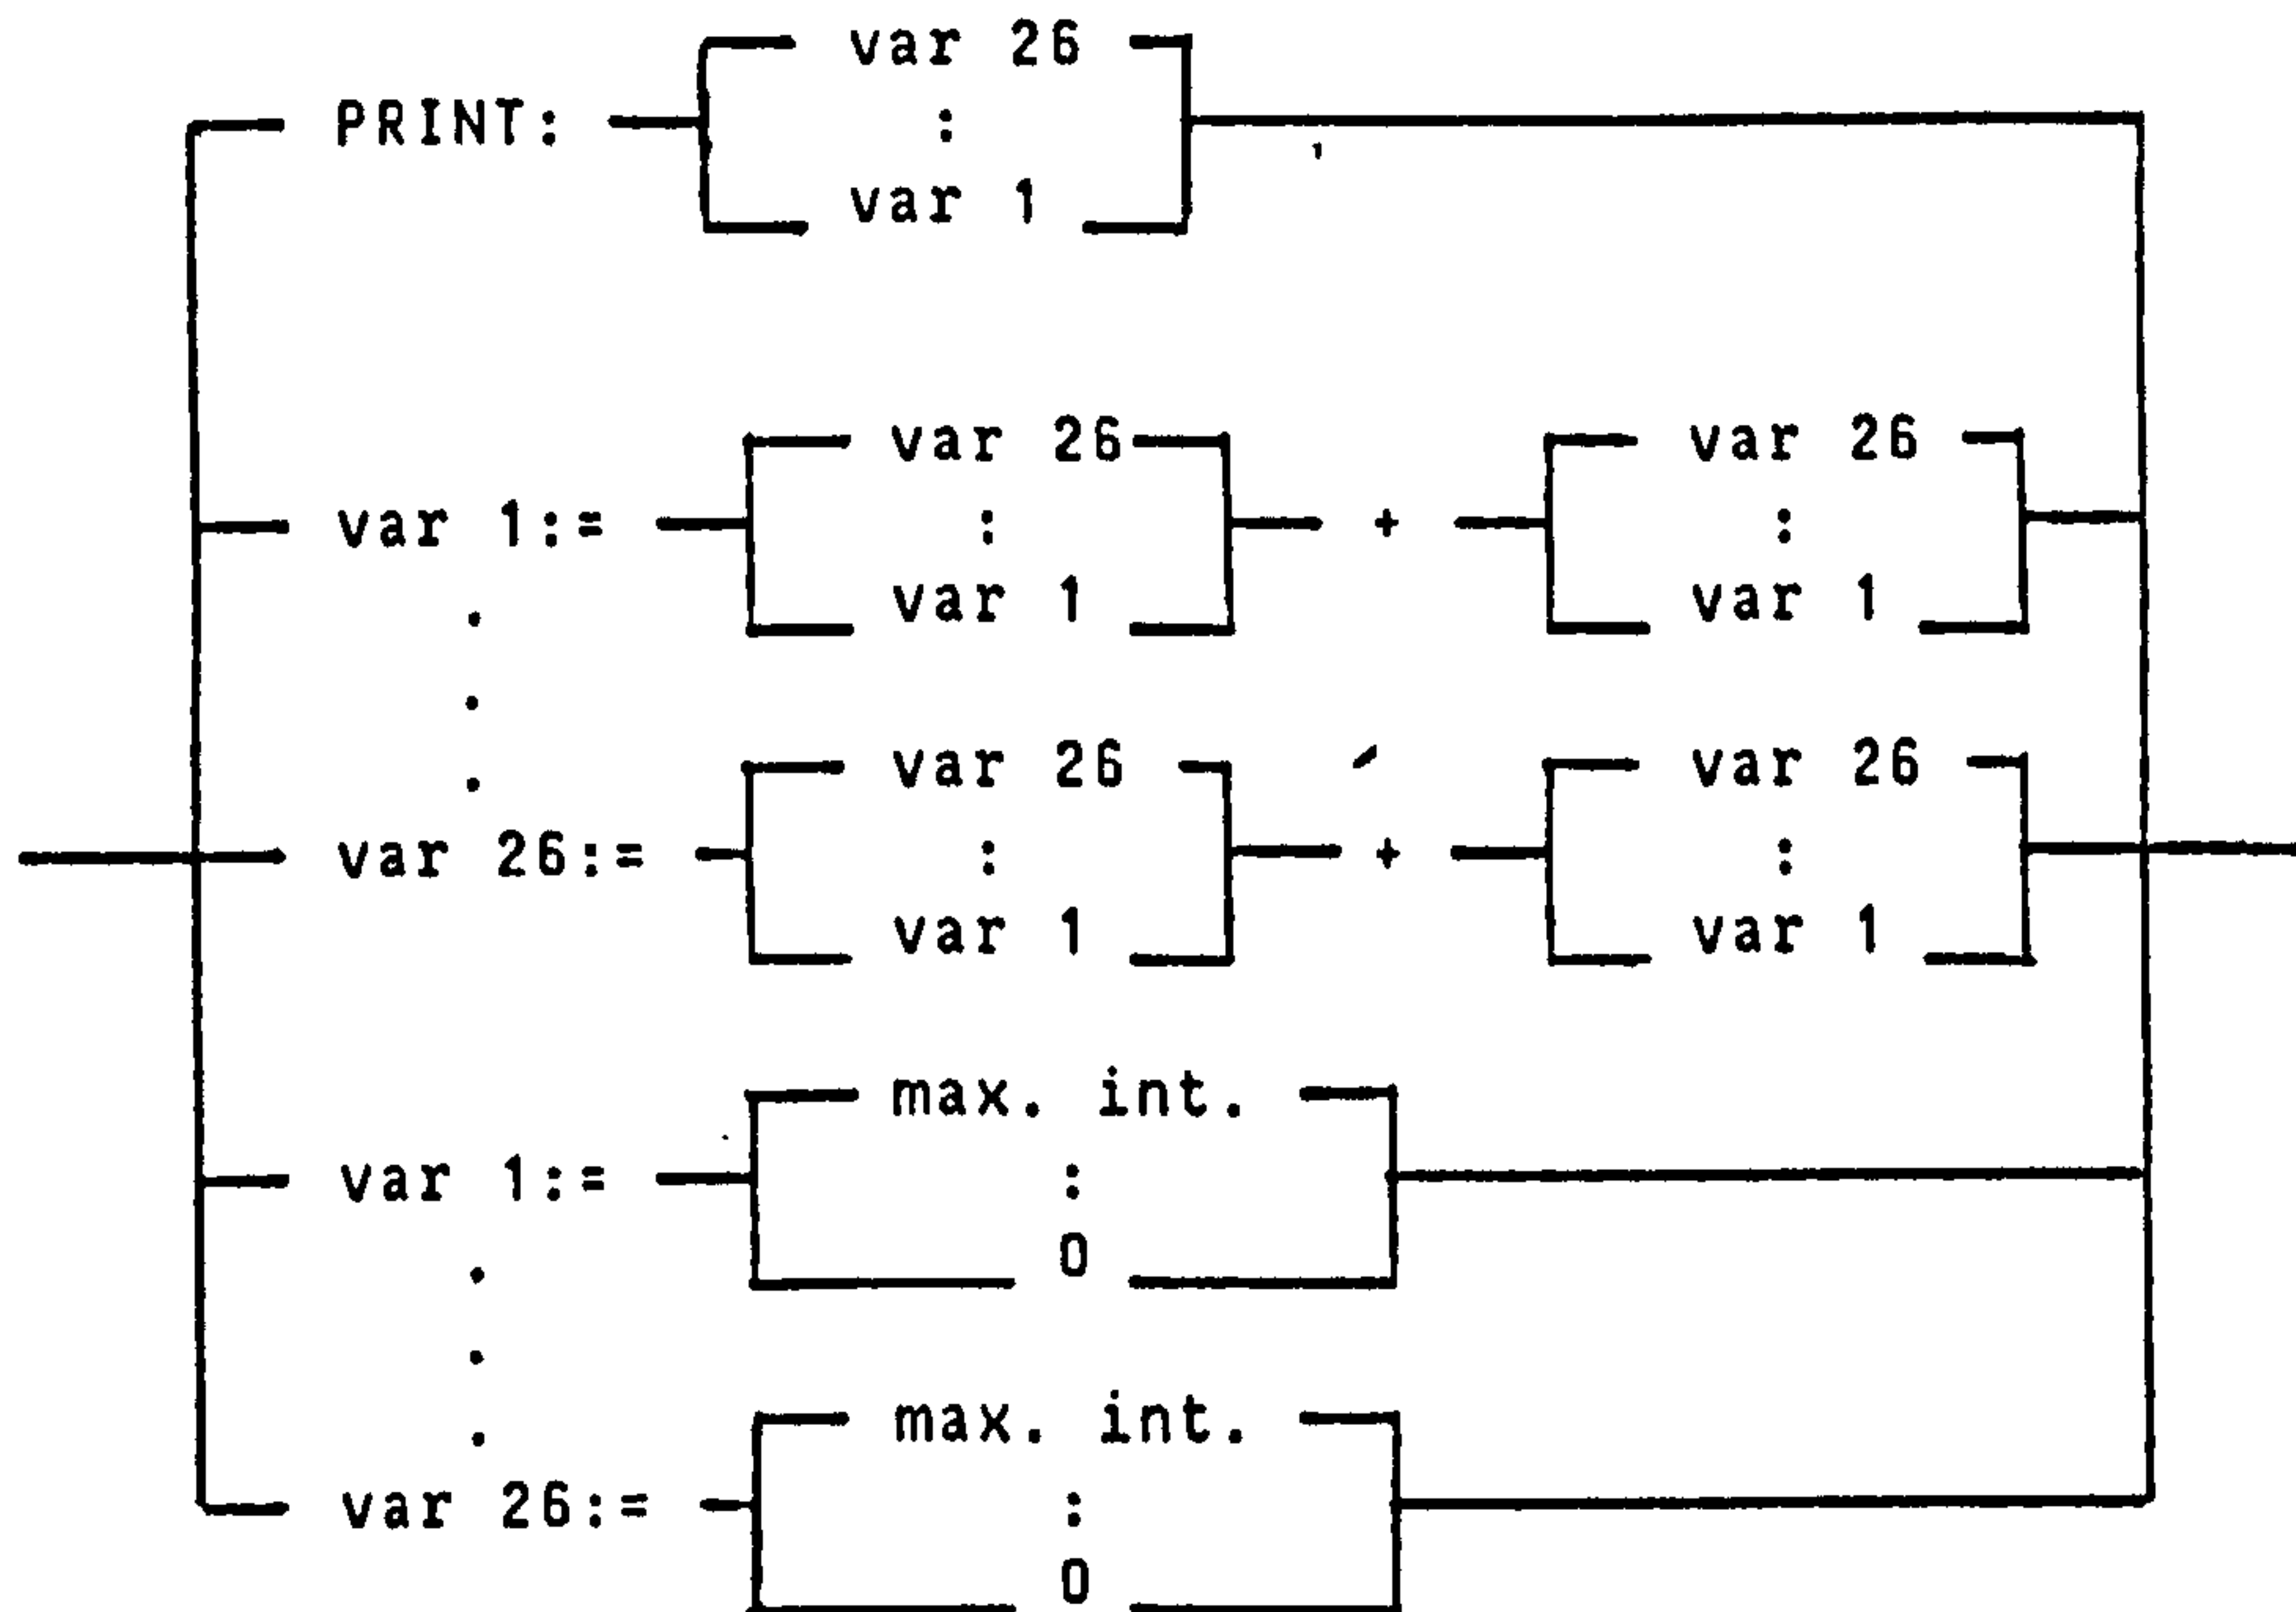 var 26
PRINT: :
var 1
var 26 var 26
var 1:= : + :
var 1 var 1
.
.
.
var 26 var 26
var 26:= : + :
var 1 var 1
max. int.
var 1:= :
0
.
.
.
max. int.
var 26:= :
0